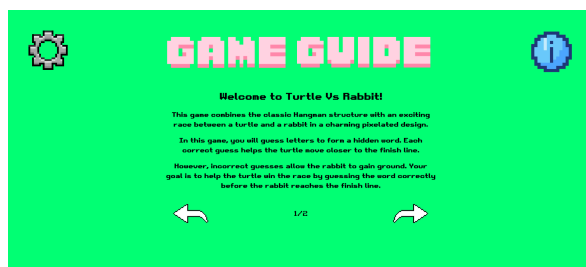 GAME GUIDE
Welcome to Turtle Vs Rabbit!
This game combines the classic Hangman structure with an exciting
race between a turtle and a rabbit in a charming pixelated design.
In this game, you will guess letters to form a hidden word. Each
correct guess helps the turtle move closer to the finish line.
However, incorrect guesses allow the rabbit to gain ground. Your
goal is to help the turtle win the race by guessing the word correctly
before the rabbit reaches the finish line.
1/2